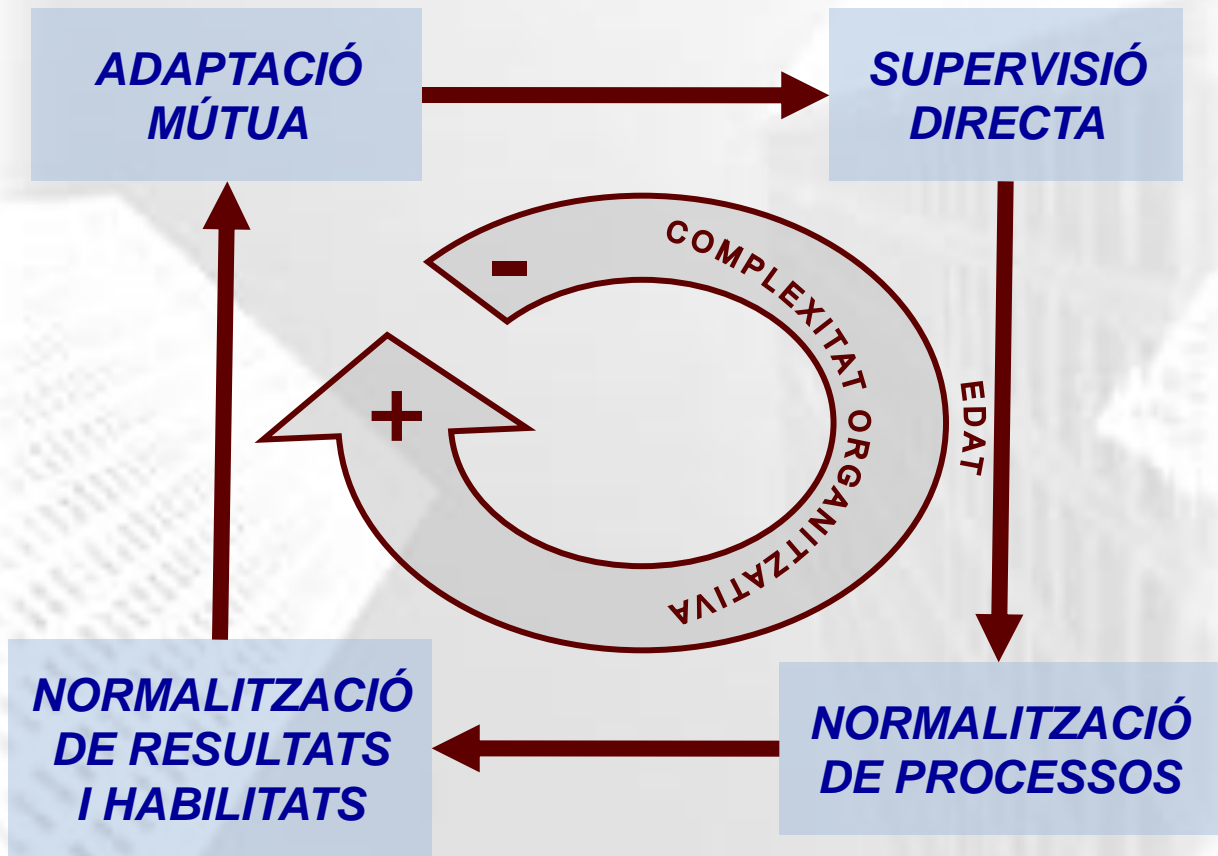 ADAPTACIÓ
MÚTUA
SUPERVISIÓ
DIRECTA
-
COMPLEXITAT ORGANITZATIVA
+
EDAT
NORMALITZACIÓ
DE RESULTATS
I HABILITATS
NORMALITZACIÓ
DE PROCESSOS